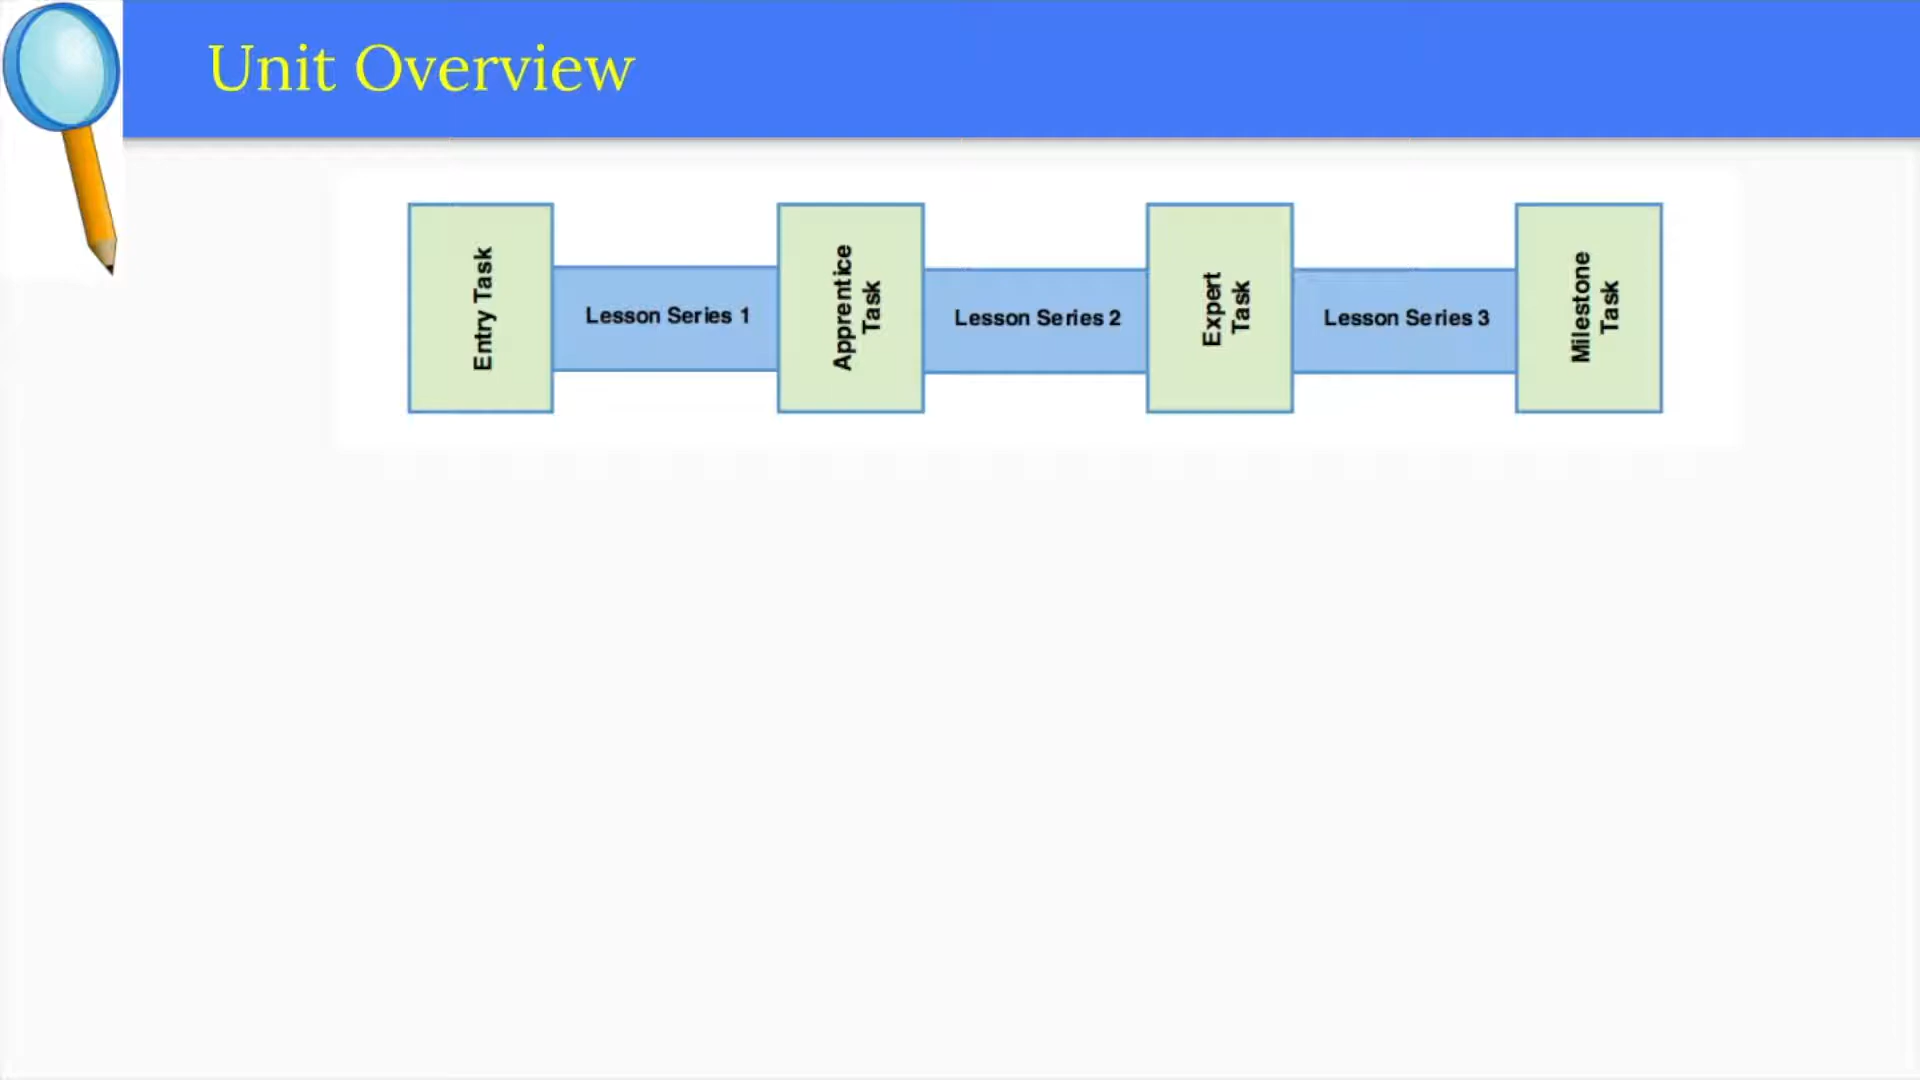 Unit Overview
Entry Task
Lesson Series 1
Apprentice
Task
Lesson Series 2
Expert
Task
Lesson Series 3
Milestone
Task